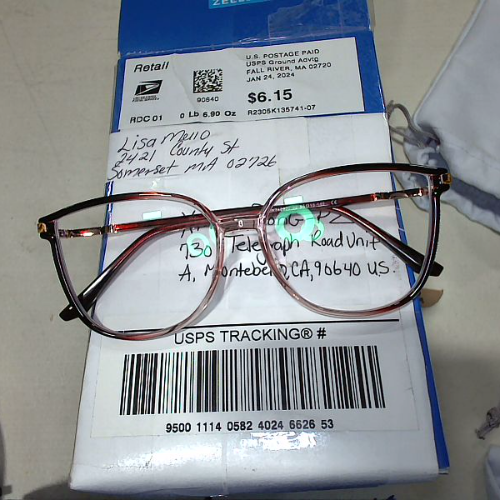 Retail
U.S. POSTAGE PAID
USPS Ground Advtg
FALL RIVER, MA 02720
JAN 24, 2024
90640
$6.15
RDC 01 0 Lb 6.90 Oz R2305K135741-07
Lisa Mello
2421 County St
Somerset MA 02726
730 Telegraph Road Unit
A, Montebello, CA, 90640 US
USPS TRACKING® #
9500 1114 0582 4024 6626 53